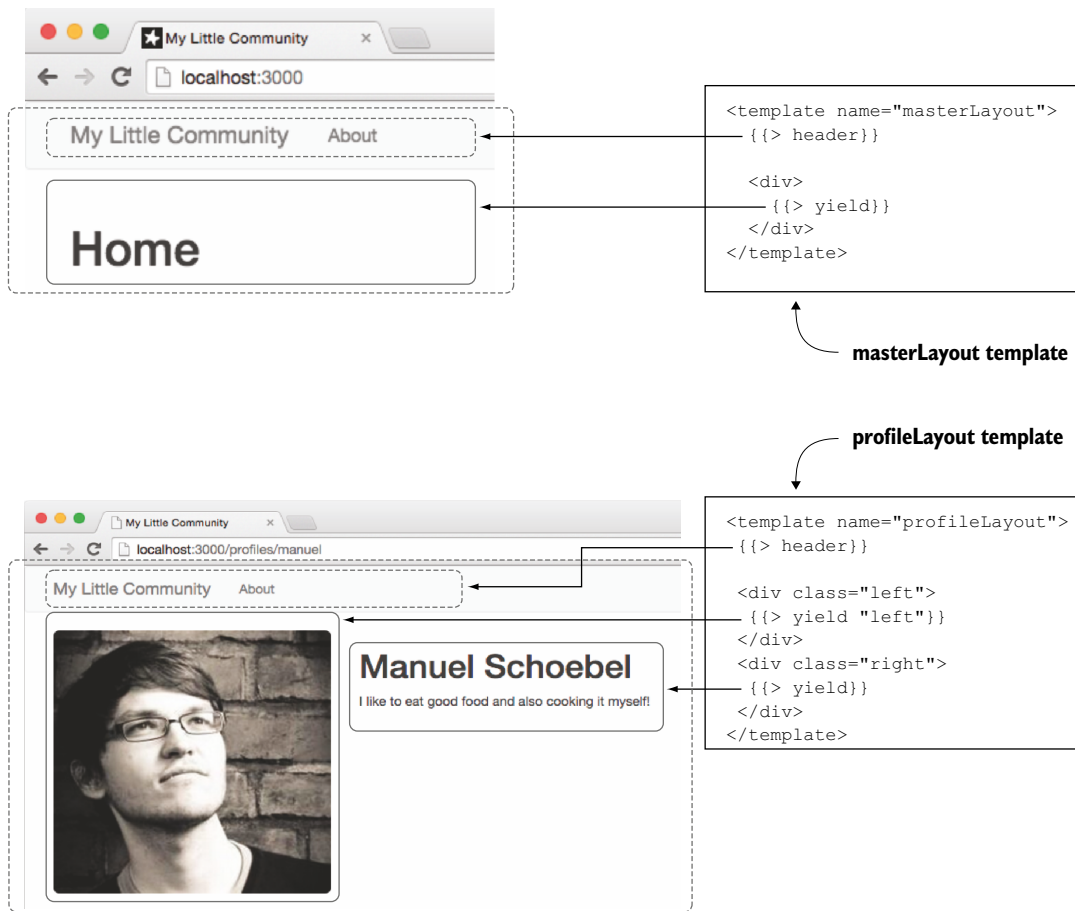 My Little Community
localhost:3000
My Little Community About
Home
<template name="masterLayout">
{{> header}}
<div>
{{> yield}}
</div>
</template>
masterLayout template
profileLayout template
My Little Community
localhost:3000/profiles/manuel
My Little Community About
Manuel Schoebel
I like to eat good food and also cooking it myself!
<template name="profileLayout">
{{> header}}
<div class="left">
{{> yield "left"}}
</div>
<div class="right">
{{> yield}}
</div>
</template>